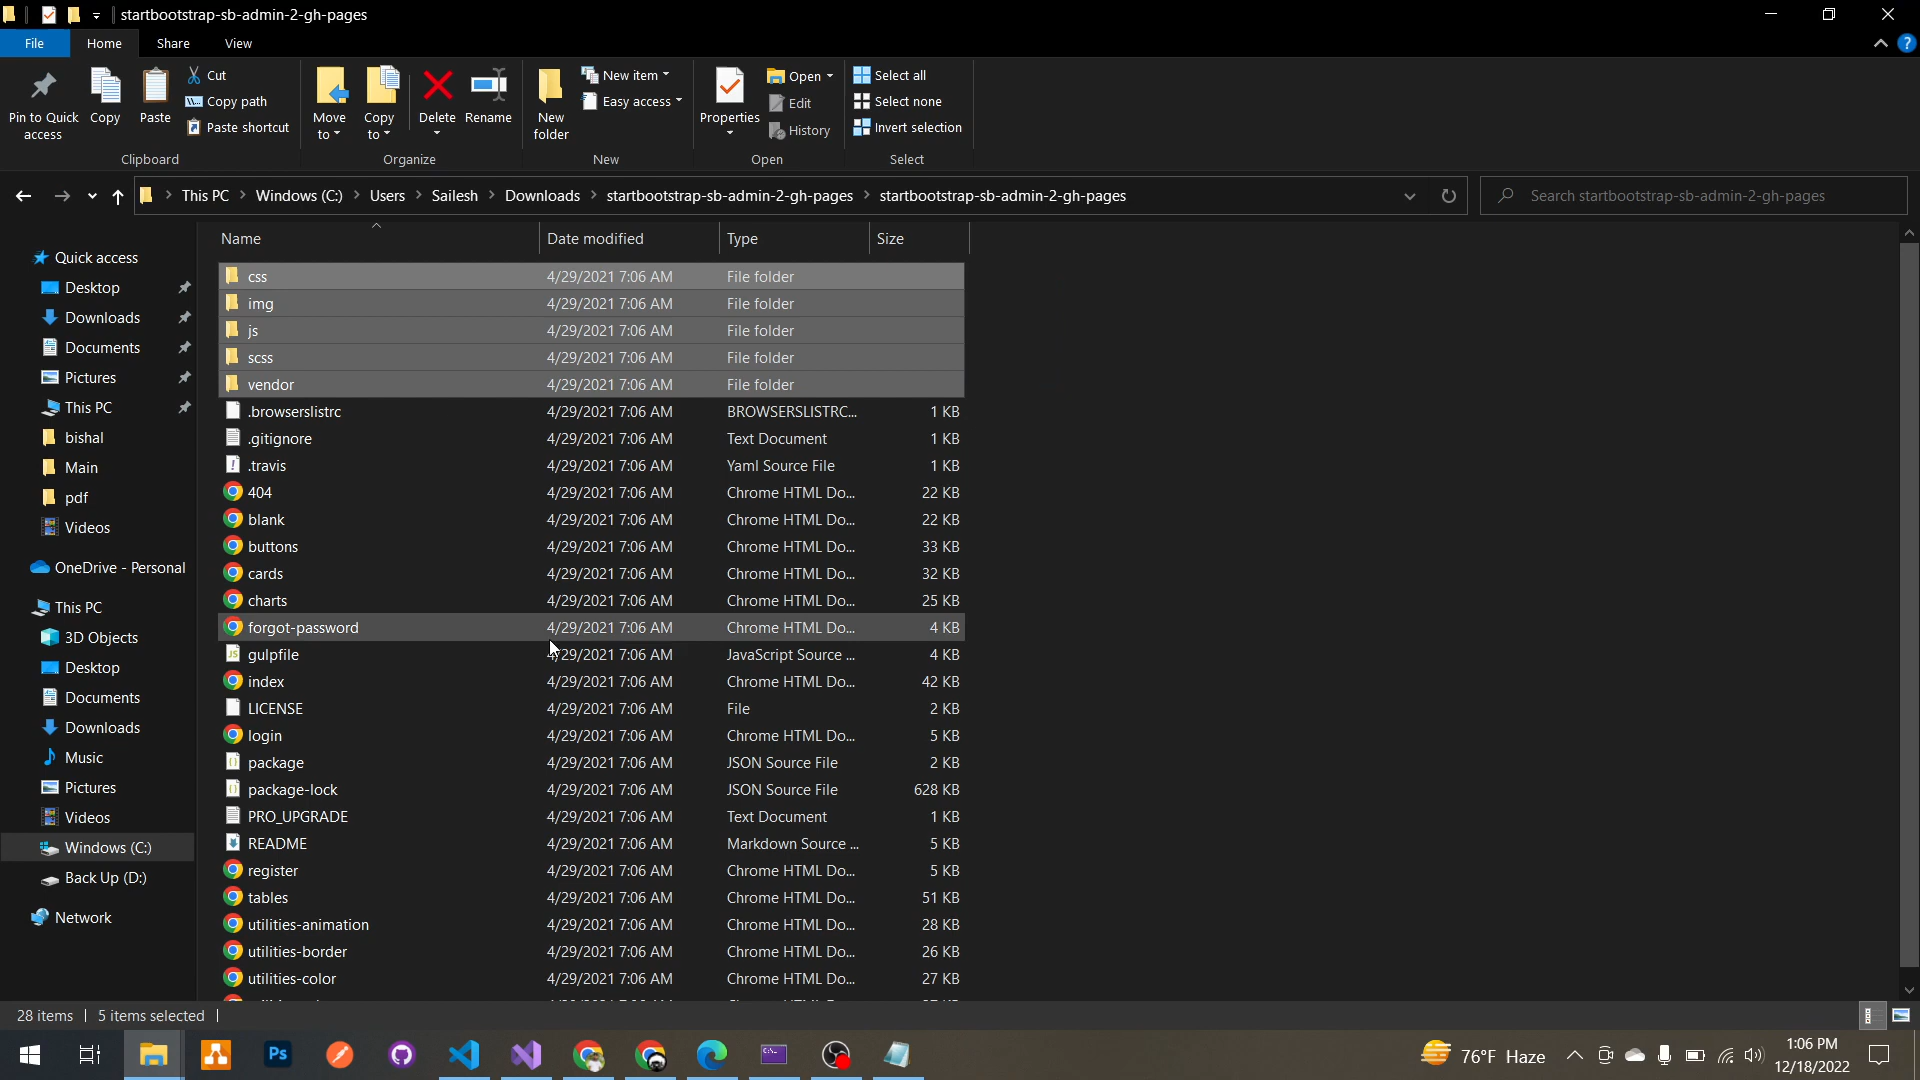 startbootstrap-sb-admin-2-gh-pages
File Home Share View
Pin to Quick access
Copy
Paste
Cut
Copy path
Paste shortcut
Move to
Copy to
Delete
Rename
New folder
New item
Easy access
Properties
Open
Edit
History
Select all
Select none
Invert selection
Clipboard Organize New Open Select
This PC Windows (C:) Users Sailesh Downloads startbootstrap-sb-admin-2-gh-pages startbootstrap-sb-admin-2-gh-pages
Search startbootstrap-sb-admin-2-gh-pages
Quick access
Desktop
Downloads
Documents
Pictures
This PC
bishal
Main
pdf
Videos
OneDrive - Personal
This PC
3D Objects
Desktop
Documents
Downloads
Music
Pictures
Videos
Windows (C:)
Back Up (D:)
Network
Name Date modified Type Size
css 4/29/2021 7:06 AM File folder
img 4/29/2021 7:06 AM File folder
js 4/29/2021 7:06 AM File folder
scss 4/29/2021 7:06 AM File folder
vendor 4/29/2021 7:06 AM File folder
.browserslistrc 4/29/2021 7:06 AM BROWSERSLISTRC... 1 KB
.gitignore 4/29/2021 7:06 AM Text Document 1 KB
.travis 4/29/2021 7:06 AM Yaml Source File 1 KB
404 4/29/2021 7:06 AM Chrome HTML Do... 22 KB
blank 4/29/2021 7:06 AM Chrome HTML Do... 22 KB
buttons 4/29/2021 7:06 AM Chrome HTML Do... 33 KB
cards 4/29/2021 7:06 AM Chrome HTML Do... 32 KB
charts 4/29/2021 7:06 AM Chrome HTML Do... 25 KB
forgot-password 4/29/2021 7:06 AM Chrome HTML Do... 4 KB
gulpfile 4/29/2021 7:06 AM JavaScript Source ... 4 KB
index 4/29/2021 7:06 AM Chrome HTML Do... 42 KB
LICENSE 4/29/2021 7:06 AM File 2 KB
login 4/29/2021 7:06 AM Chrome HTML Do... 5 KB
package 4/29/2021 7:06 AM JSON Source File 2 KB
package-lock 4/29/2021 7:06 AM JSON Source File 628 KB
PRO_UPGRADE 4/29/2021 7:06 AM Text Document 1 KB
README 4/29/2021 7:06 AM Markdown Source ... 5 KB
register 4/29/2021 7:06 AM Chrome HTML Do... 5 KB
tables 4/29/2021 7:06 AM Chrome HTML Do... 51 KB
utilities-animation 4/29/2021 7:06 AM Chrome HTML Do... 28 KB
utilities-border 4/29/2021 7:06 AM Chrome HTML Do... 26 KB
utilities-color 4/29/2021 7:06 AM Chrome HTML Do... 27 KB
28 items 5 items selected
Ps
76°F Haze
1:06 PM
12/18/2022